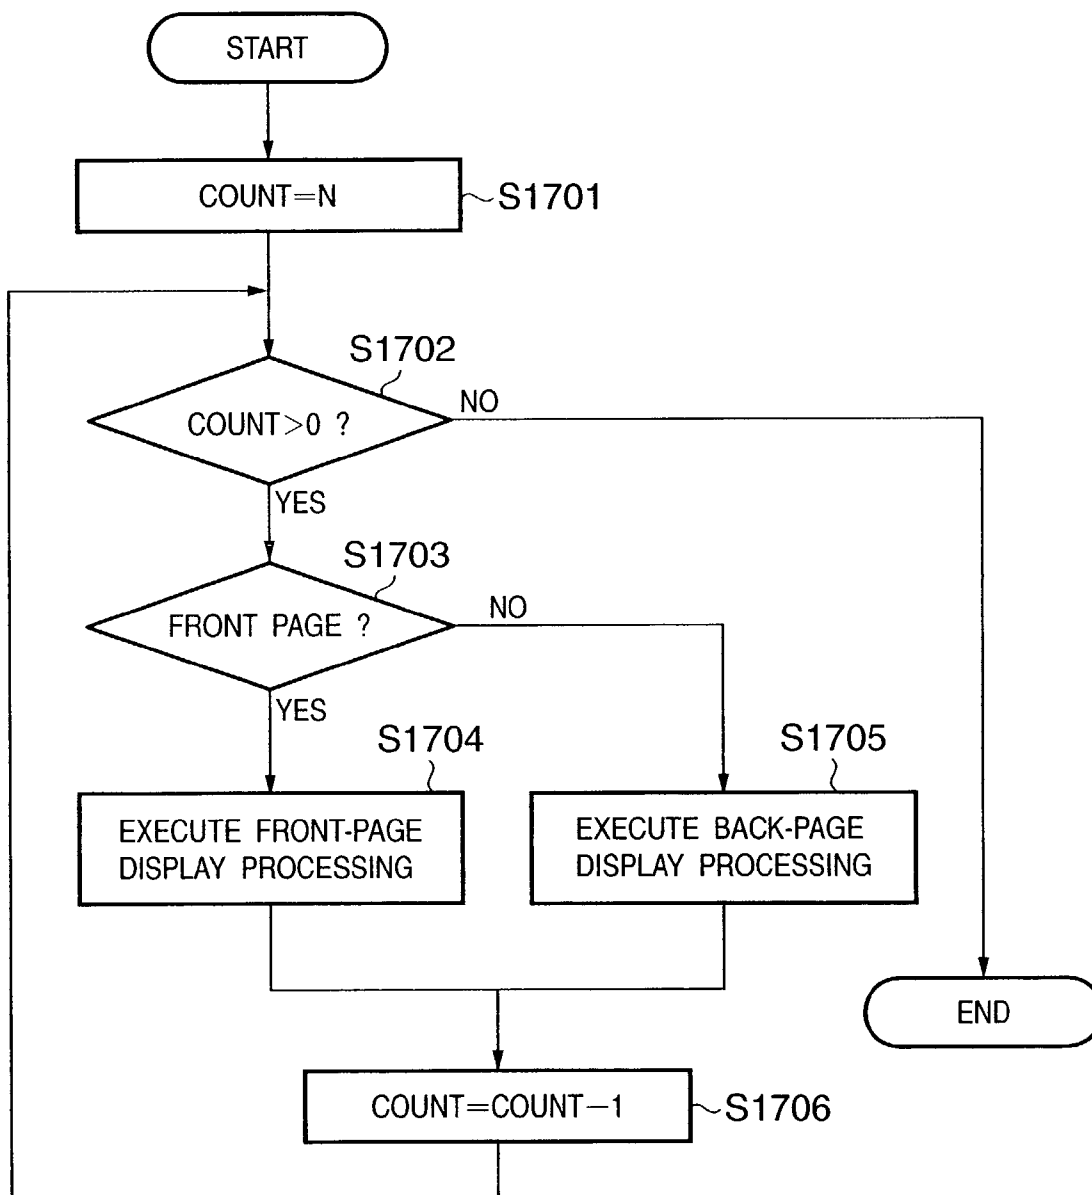 START
COUNT=N
S1701
S1702
COUNT>0 ?
NO
YES
S1703
FRONT PAGE ?
NO
YES
S1704
S1705
EXECUTE FRONT-PAGE
DISPLAY PROCESSING
EXECUTE BACK-PAGE
DISPLAY PROCESSING
END
COUNT=COUNT−1
S1706